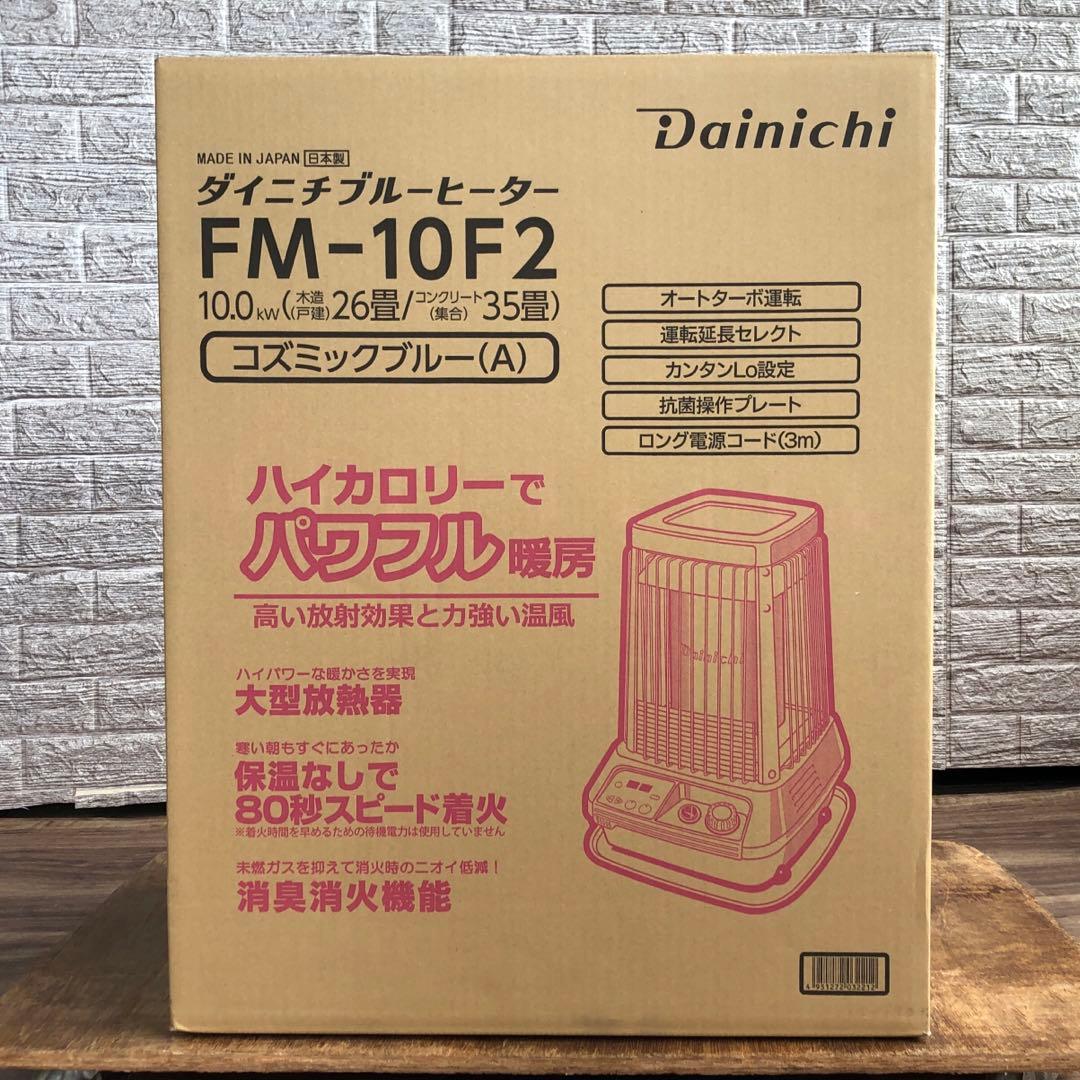 Dainichi
MADE IN JAPAN 日本製
ダイニチブルーヒーター
FM-10F2
10.0kW(木造(戸建)26畳/コンクリート(集合)35畳)
コズミックブルー(A)
オートターボ運転
運転延長セレクト
カンタンLo設定
抗菌操作プレート
ロング電源コード(3m)
ハイカロリーで
パワフル暖房
高い放射効果と力強い温風
ハイパワーな暖かさを実現
大型放熱器
寒い朝もすぐにあったか
保温なしで
80秒スピード着火
※着火時間を早めるための待機電力は使用していません
未燃ガスを抑えて消火時のニオイ低減！
消臭消火機能
Dainichi
4 951272 032212